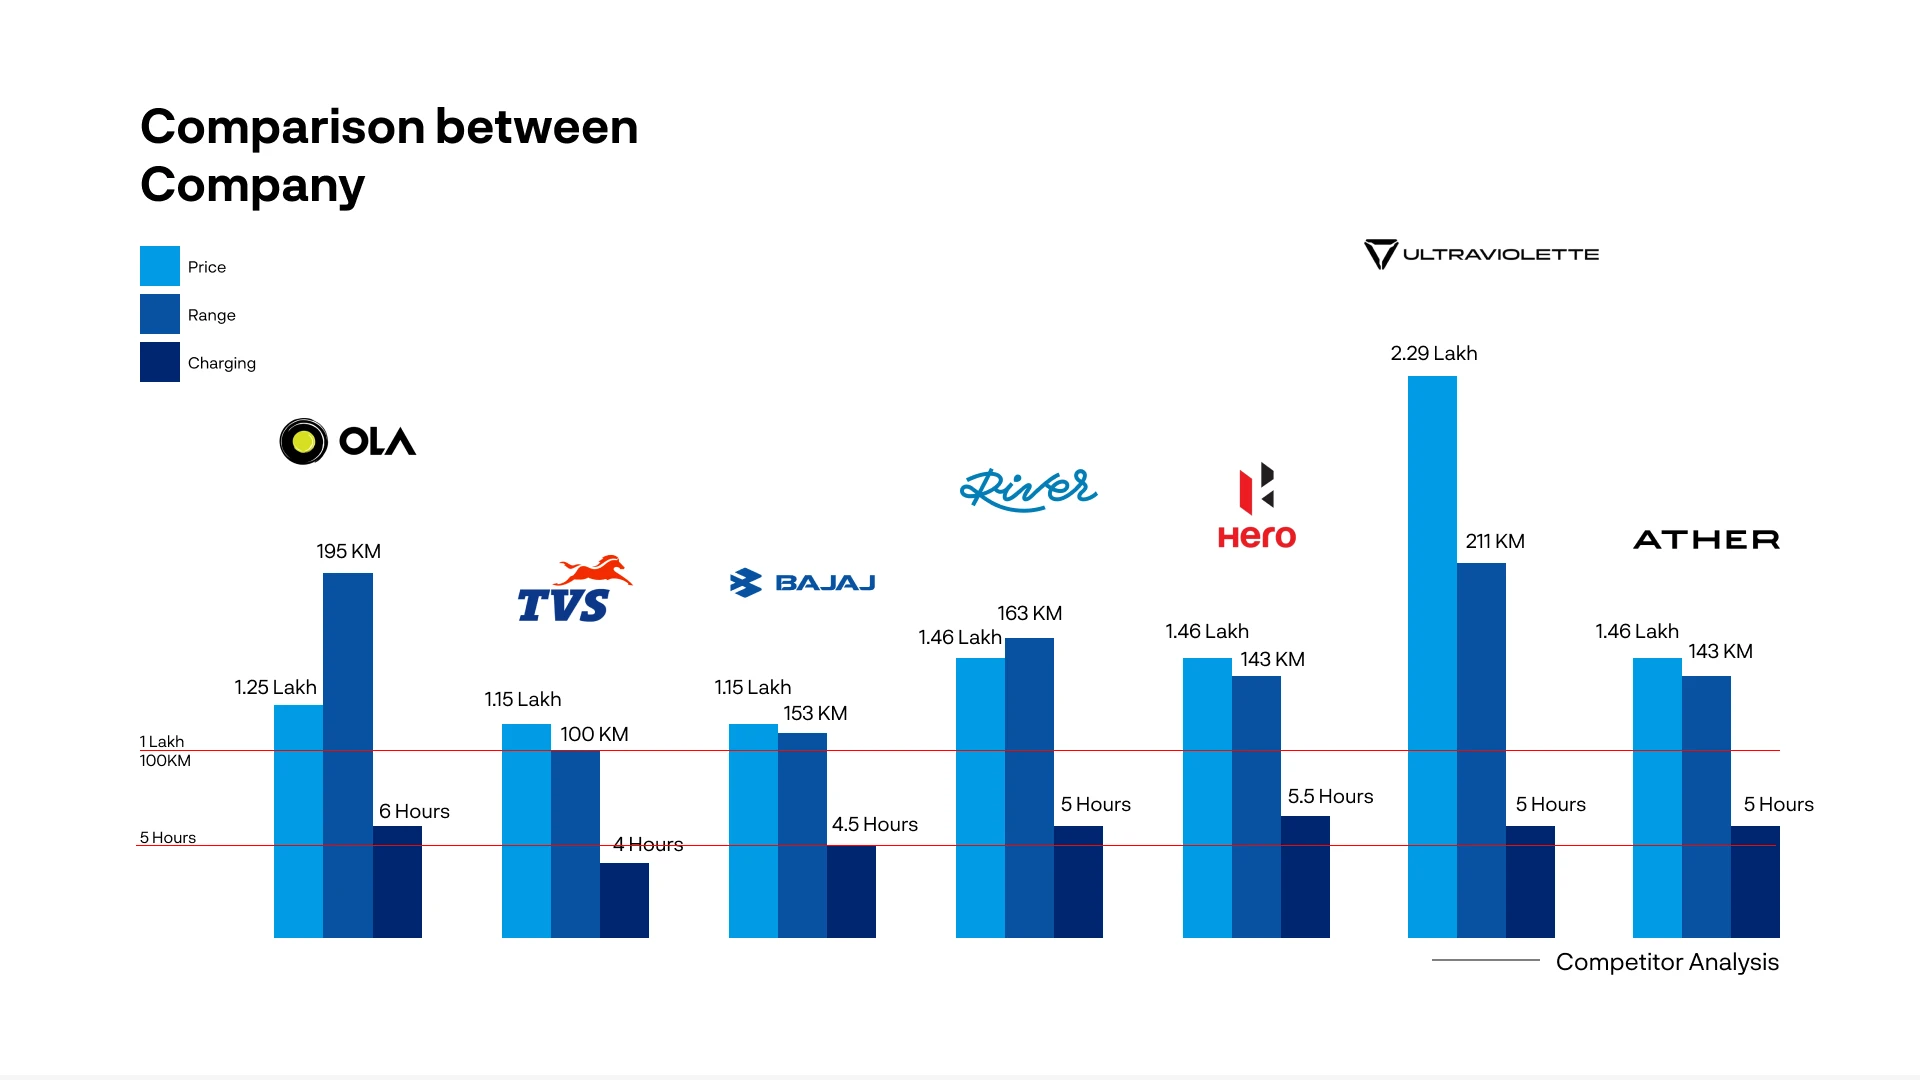 Comparison between
Company
Price
Range
Charging
ULTRAVIOLETTE
OLA
TVS
BAJAJ
River
Hero
ATHER
195 KM
1.25 Lakh
6 Hours
1.15 Lakh
100 KM
4 Hours
1.15 Lakh
153 KM
4.5 Hours
1.46 Lakh
163 KM
5 Hours
1.46 Lakh
143 KM
5.5 Hours
2.29 Lakh
211 KM
5 Hours
1.46 Lakh
143 KM
5 Hours
1 Lakh
100KM
5 Hours
Competitor Analysis